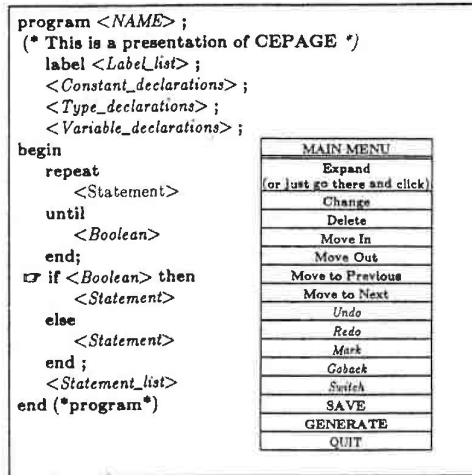 program <NAME> ;
(* This is a presentation of CEPAGE *)
label <Label_list> ;
<Constant_declarations> ;
<Type_declarations> ;
<Variable_declarations> ;
begin
repeat
<Statement>
until
<Boolean>
end;
☞ if <Boolean> then
<Statement>
else
<Statement>
end ;
<Statement_list>
end (*program*)
MAIN MENU
Expand
(or Just go there and click)
Change
Delete
Move In
Move Out
Move to Previous
Move to Next
Undo
Redo
Mark
Goback
Switch
SAVE
GENERATE
QUIT